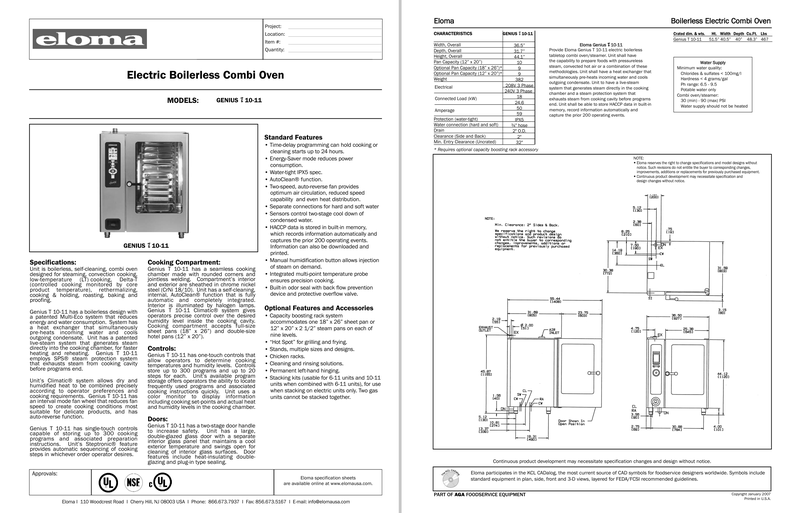 eloma
Project:
Location:
Item #:
Quantity:
Electric Boilerless Combi Oven
MODELS: GENIUS T 10-11
GENIUS T 10-11
Specifications:
Unit is boilerless, self-cleaning, combi oven
designed for steaming, convection cooking,
low-temperature (LT) cooking, Delta-T
(controlled cooking monitored by core
product temperature), rethermalizing,
cooking & holding, roasting, baking and
proofing.
Genius T 10-11 has a boilerless design with
a patented Multi-Eco system that reduces
energy and water consumption. System has
a heat exchanger that simultaneously
pre-heats incoming water and cools
outgoing condensate. Unit has a patented
live-steam system that generates steam
directly into the cooking chamber, for faster
heating and reheating. Genius T 10-11
employs SPS® steam protection system
that exhausts steam from cooking cavity
before programs end.
Unit's Climatic® system allows dry and
humidified heat to be combined precisely
according to operator preferences and
cooking requirements. Genius T 10-11 has
an interval mode fan wheel that reduces fan
speed to create cooking conditions most
suitable for delicate products, and has
auto-reverse function.
Genius T 10-11 has single-touch controls
capable of storing up to 300 cooking
programs and associated preparation
instructions. Unit's Steptronic® feature
provides automatic sequencing of cooking
steps in whichever order operator desires.
Cooking Compartment:
Genius T 10-11 has a seamless cooking
chamber made with rounded corners and
jointless welding. Compartment's interior
and exterior are sheathed in chrome nickel
steel (CrNi 18/10). Unit has a self-cleaning,
internal, AutoClean® function that is fully
automatic and completely integrated.
Interior is illuminated by halogen lamps.
Genius T 10-11 Climatic® system gives
operators precise control over the desired
humidity level inside the cooking cavity.
Cooking compartment accepts full-size
sheet pans (18" x 26") and double-size
hotel pans (12" x 20").
Controls:
Genius T 10-11 has one-touch controls that
allow operators to determine cooking
temperatures and humidity levels. Controls
store up to 300 programs and up to 20
steps for each. Unit's available program
storage offers operators the ability to locate
frequently used programs and associated
cooking instructions quickly. Unit uses a
color monitor to display information
including cooking set-points and actual heat
and humidity levels in the cooking chamber.
Doors:
Genius T 10-11 has a two-stage door handle
to increase safety. Unit has a large,
double-glazed glass door with a separate
interior glass panel that maintains a cool
exterior temperature and swings open for
cleaning of interior glass surfaces. Door
features include heat-insulating double-
glazing and plug-in type sealing.
Standard Features
• Time-delay programming can hold cooking or
cleaning starts up to 24 hours.
• Energy-Saver mode reduces power
consumption.
• Water-tight IPX5 spec.
• AutoClean® function.
• Two-speed, auto-reverse fan provides
optimum air circulation, reduced speed
capability and even heat distribution.
• Separate connections for hard and soft water
• Sensors control two-stage cool down of
condensed water.
• HACCP data is stored in built-in memory,
which records information automatically and
captures the prior 200 operating events.
Information can also be downloaded and
printed.
• Manual humidification button allows injection
of steam on demand.
• Integrated multi-point temperature probe
ensures precise cooking.
• Built-in odor seal with back flow prevention
device and protective overflow valve.
Optional Features and Accessories
• Capacity boosting rack system
accommodates one 18" x 26" sheet pan or
12" x 20" x 2 1/2" steam pans on each of
nine levels.
• "Hot Spot" for grilling and frying.
• Stands, multiple sizes and designs.
• Chicken racks.
• Cleaning and rinsing solutions.
• Permanent left-hand hinging.
• Stacking kits (usable for 6-11 units and 10-11
units when combined with 6-11 units), for use
when stacking on electric units only. Two gas
units cannot be stacked together.
Approvals:
UL
NSF
c UL
Eloma specification sheets
are available online at www.elomausa.com.
Eloma I 110 Woodcrest Road I Cherry Hill, NJ 08003 USA I Phone: 866.673.7937 I Fax: 856.673.5167 I E-mail: info@elomausa.com
Eloma
Boilerless Electric Combi Oven
CHARACTERISTICS GENIUS T 10-11
Width, Overall 36.5"
Depth, Overall 31.7"
Height, Overall 44.1"
Pan Capacity (12" x 20") 10
Optional Pan Capacity (18" x 26")* 9
Optional Pan Capacity (12" x 20")* 9
Weight 382
Electrical 208V 3 Phase
240V 3 Phase
Connected Load (kW) 18
24.6
Amperage 50
59
Protection (water-tight) IPX5
Water connection (hard and soft) ¾" hose
Drain 2" O.D.
Clearance (Side and Back) 2"
Min. Entry Clearance (Uncrated) 32"
* Requires optional capacity boosting rack accessory
Eloma Genius T 10-11
Provide Eloma Genius T 10-11 electric boilerless
tabletop combi oven/steamer. Unit shall have
the capability to prepare foods with pressureless
steam, convected hot air or a combination of these
methodologies. Unit shall have a heat exchanger that
simultaneously pre-heats incoming water and cools
outgoing condensate. Unit to have a live-steam
system that generates steam directly in the cooking
chamber and a steam protection system that
exhausts steam from cooking cavity before programs
end. Unit shall be able to store HACCP data in built-in
memory, record information automatically and
capture the prior 200 operating events.
Crated dim. & wts. Ht. Width Depth Cu.Ft. Lbs
Genius T 10-11 51.5" 40.5" 40" 48.3" 467
Water Supply
Minimum water quality:
Chlorides & sulfates < 100mg/l
Hardness < 4 grains/gal
Ph range: 6.5 - 9.5
Potable water only
Combi oven/steamer:
30 (min) - 90 (max) PSI
Water supply should not be heated
NOTE:
• Eloma reserves the right to change specifications and model designs without
notice. Such revisions do not entitle the buyer to corresponding changes,
improvements, additions or replacements for previously purchased equipment.
• Continuous product development may necessitate specification and
design changes without notice.
NOTE:
Min. Clearance: 2" Sides & Back.
We reserve the right to change
specifications and product design
without notice. Such revisions do
not entitle the buyer to corresponding
changes, improvements, additions or
replacements for previously purchased
equipment.
Door Shown In
Open Position
Continuous product development may necessitate specification changes and design without notice.
Eloma participates in the KCL CADalog, the most current source of CAD symbols for foodservice designers worldwide. Symbols include
standard equipment in plan, side, front and 3-D views, layered for FEDA/FCSI recommended guidelines.
PART OF AGA FOODSERVICE EQUIPMENT
Copyright January 2007
Printed in U.S.A.